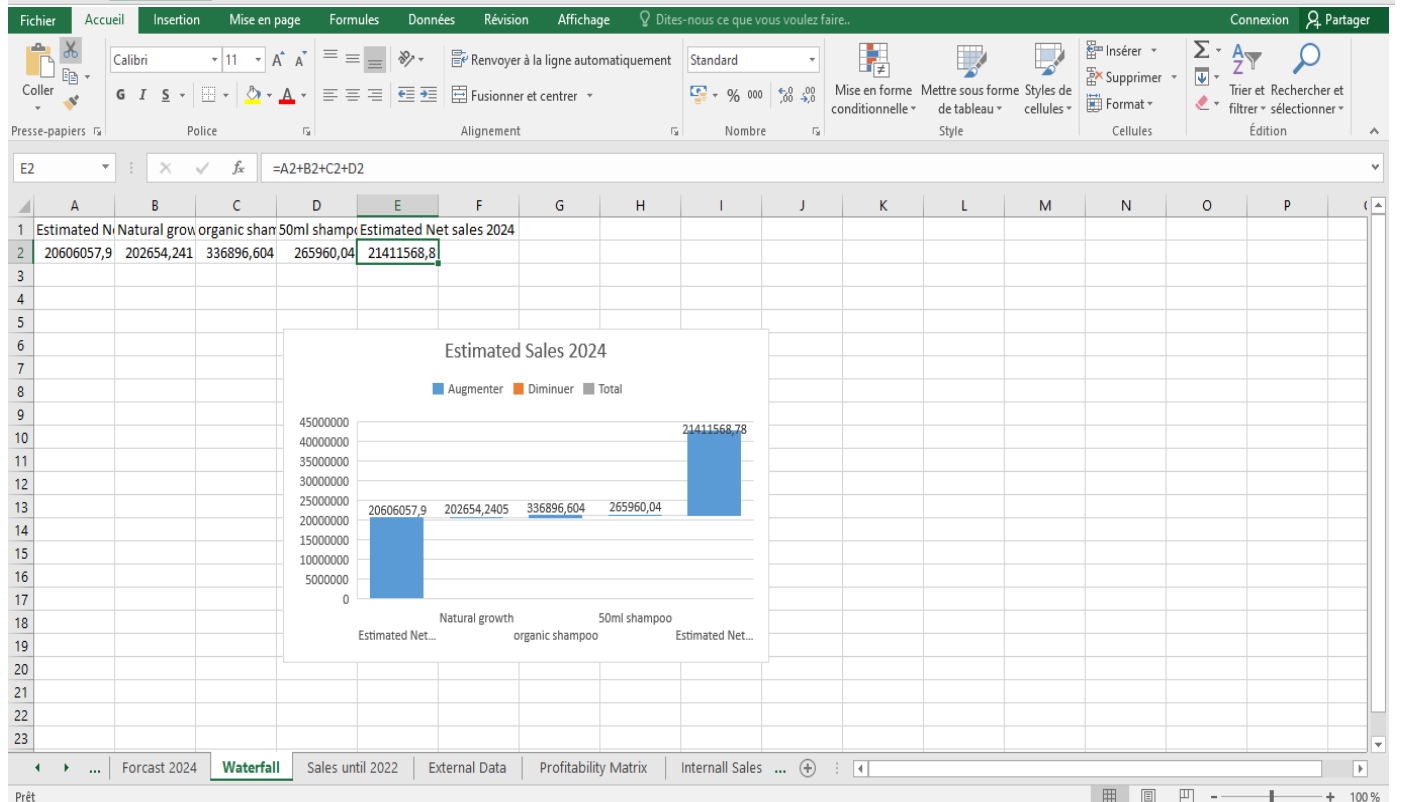 Fichier Accueil Insertion Mise en page Formules Données Révision Affichage Dites-nous ce que vous voulez faire.. Connexion Partager
Calibri 11 A A Renvoyer à la ligne automatiquement Standard Insérer
Coller Supprimer
G I S A Fusionner et centrer % 000 Mise en forme conditionnelle Mettre sous forme de tableau Styles de cellules Format Trier et filtrer Rechercher et sélectionner
Presse-papiers Police Alignement Nombre Style Cellules Édition
E2 fx =A2+B2+C2+D2
A B C D E F G H I J K L M N O P
1 Estimated Natural grow organic sham 50ml shamp Estimated Net sales 2024
2 20606057,9 202654,241 336896,604 265960,04 21411568,8
3
4
5
6
7
8
9
10
11
12
13
14
15
16
17
18
19
20
21
22
23
Estimated Sales 2024
Augmenter Diminuer Total
45000000
40000000
35000000
30000000
25000000
20000000
15000000
10000000
5000000
0
20606057,9 202654,2405 336896,604 265960,04 21411568,78
Natural growth 50ml shampoo
Estimated Net... organic shampoo Estimated Net...
... Forcast 2024 Waterfall Sales until 2022 External Data Profitability Matrix Internall Sales ...
Prêt 100 %